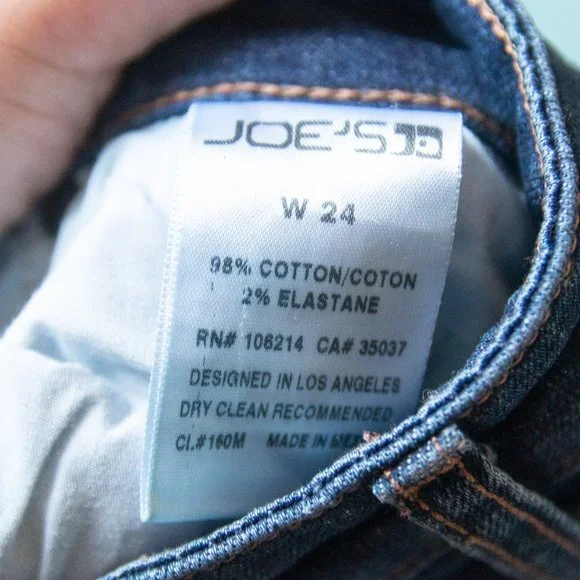 JOE'S
W 24
98% COTTON/COTON
2% ELASTANE
RN# 106214 CA# 35037
DESIGNED IN LOS ANGELES
DRY CLEAN RECOMMENDED
CL# 160M MADE IN